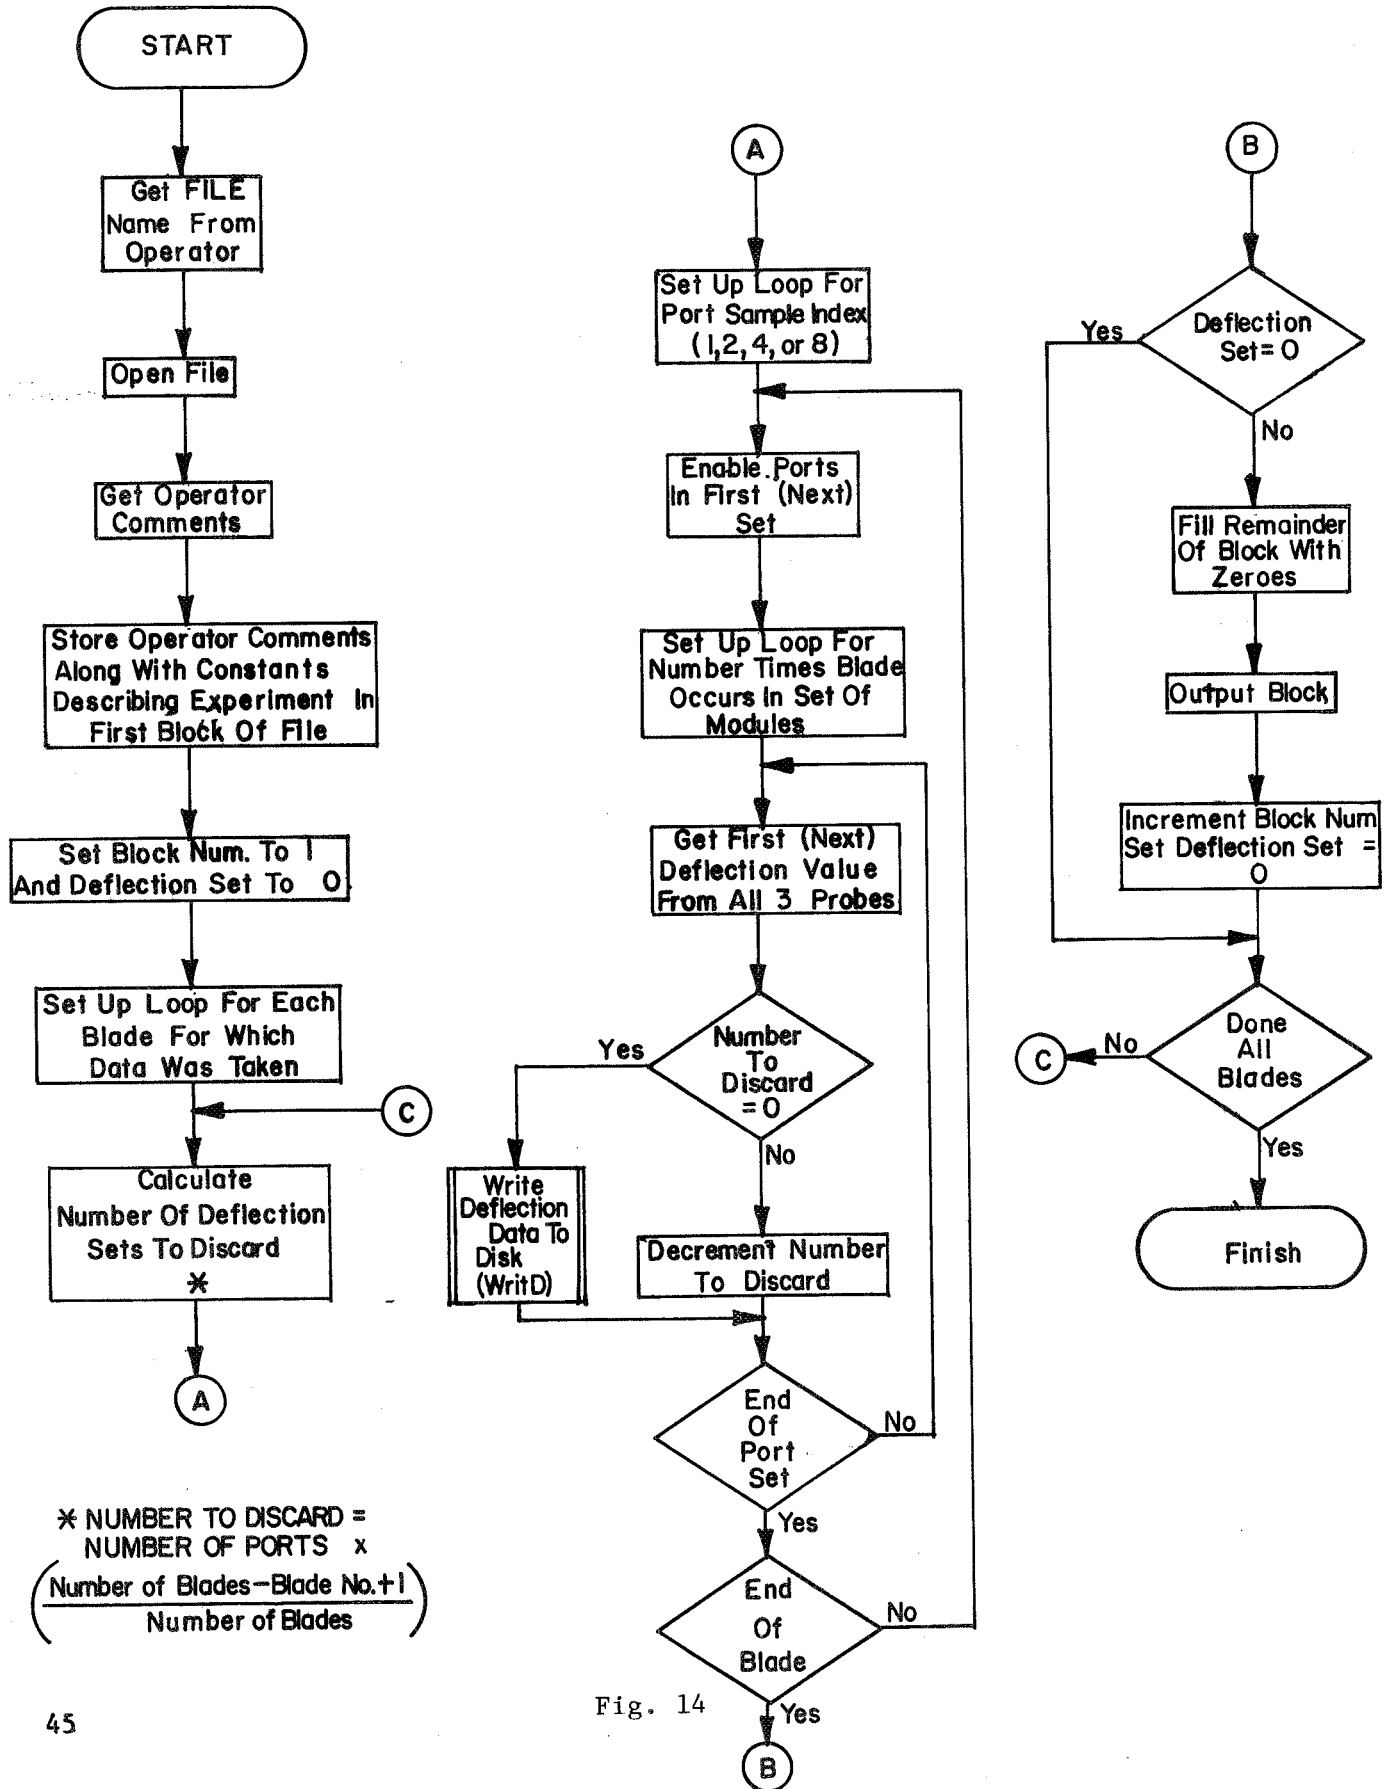 START
Get FILE
Name From
Operator
Open File
Get Operator
Comments
Store Operator Comments
Along With Constants
Describing Experiment In
First Block Of File
Set Block Num. To 1
And Deflection Set To 0.
Set Up Loop For Each
Blade For Which
Data Was Taken
C
Calculate
Number Of Deflection
Sets To Discard
*
A
* NUMBER TO DISCARD =
NUMBER OF PORTS x
(Number of Blades-Blade No.+1
Number of Blades)
45
A
Set Up Loop For
Port Sample Index
(1,2,4, or 8)
Enable Ports
In First (Next)
Set
Set Up Loop For
Number Times Blade
Occurs In Set Of
Modules
Get First (Next)
Deflection Value
From All 3 Probes
Number
To
Discard
=0
Yes
No
Write
Deflection
Data To
Disk
(WritD)
Decrement Number
To Discard
End
Of
Port
Set
No
Yes
End
Of
Blade
No
Yes
B
Fig. 14
B
Deflection
Set=0
Yes
No
Fill Remainder
Of Block With
Zeroes
Output Block
Increment Block Num
Set Deflection Set =
0
Done
All
Blades
No
C
Yes
Finish